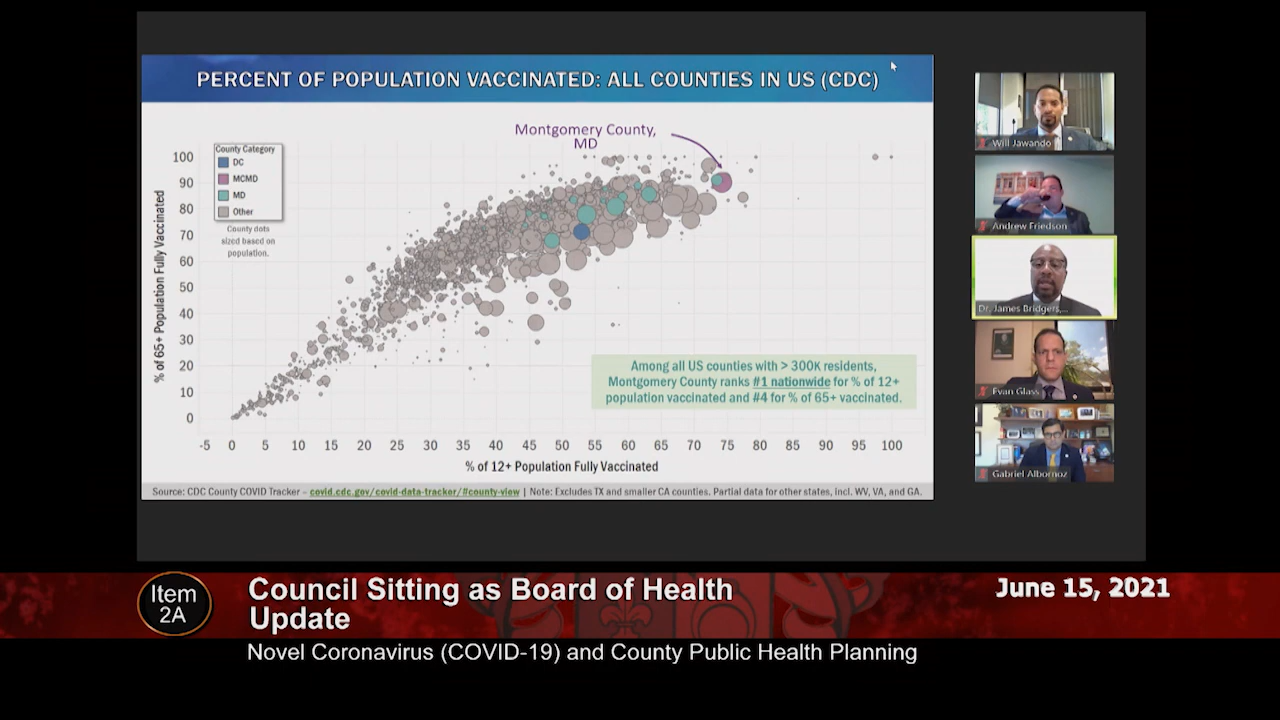 PERCENT OF POPULATION VACCINATED: ALL COUNTIES IN US (CDC)
Montgomery County,
MD
County Category
DC
MCMD
MD
Other
County dots
sized based on
population.
% of 65+ Population Fully Vaccinated
100
90
80
70
60
50
40
30
20
10
0
-5 0 5 10 15 20 25 30 35 40 45 50 55 60 65 70 75 80 85 90 95 100
% of 12+ Population Fully Vaccinated
Among all US counties with > 300K residents,
Montgomery County ranks #1 nationwide for % of 12+
population vaccinated and #4 for % of 65+ vaccinated.
Source: CDC County COVID Tracker – covid.cdc.gov/covid-data-tracker/#county-view | Note: Excludes TX and smaller CA counties. Partial data for other states, incl. WV, VA, and GA.
Will Jawando
Andrew Friedson
Dr. James Bridgers,...
Evan Glass
Gabriel Albornoz
Item
2A
Council Sitting as Board of Health
Update
June 15, 2021
Novel Coronavirus (COVID-19) and County Public Health Planning